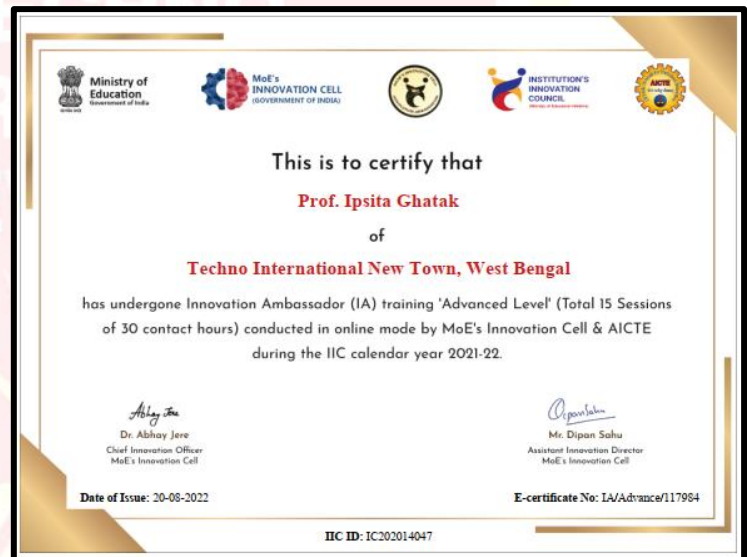 Ministry of
Education
Government of India
MoE's
INNOVATION CELL
(GOVERNMENT OF INDIA)
INSTITUTION'S
INNOVATION
COUNCIL
AICTE
This is to certify that
Prof. Ipsita Ghatak
of
Techno International New Town, West Bengal
has undergone Innovation Ambassador (IA) training 'Advanced Level' (Total 15 Sessions
of 30 contact hours) conducted in online mode by MoE's Innovation Cell & AICTE
during the IIC calendar year 2021-22.
Abhay Jere
Dr. Abhay Jere
Chief Innovation Officer
MoE's Innovation Cell
DipanSahu
Mr. Dipan Sahu
Assistant Innovation Director
MoE's Innovation Cell
Date of Issue: 20-08-2022
E-certificate No: IA/Advance/117984
IIC ID: IC202014047